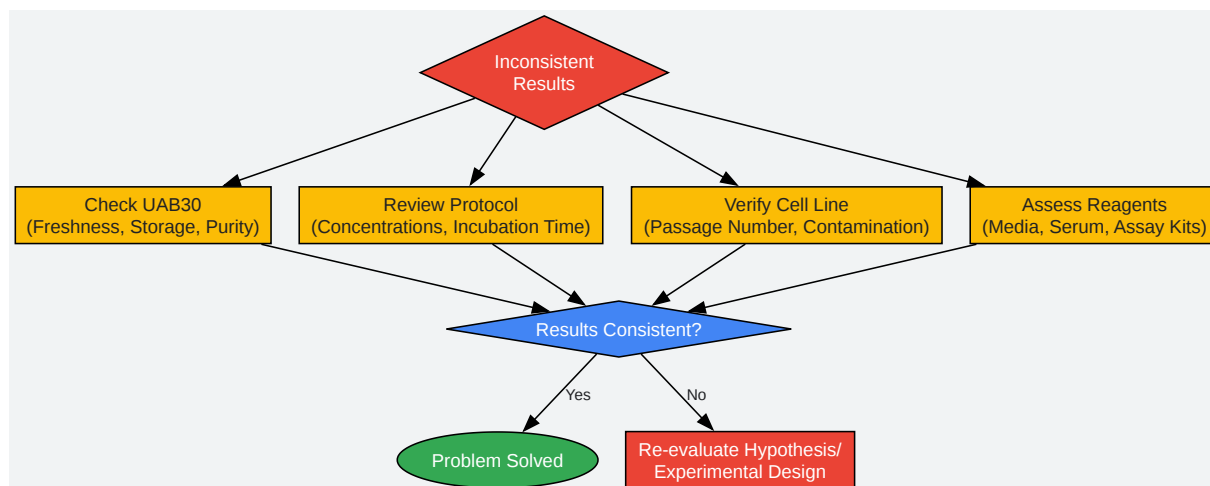 Inconsistent
Results
Check UAB30
(Freshness, Storage, Purity)
Review Protocol
(Concentrations, Incubation Time)
Verify Cell Line
(Passage Number, Contamination)
Assess Reagents
(Media, Serum, Assay Kits)
Results Consistent?
Yes
No
Problem Solved
Re-evaluate Hypothesis/
Experimental Design